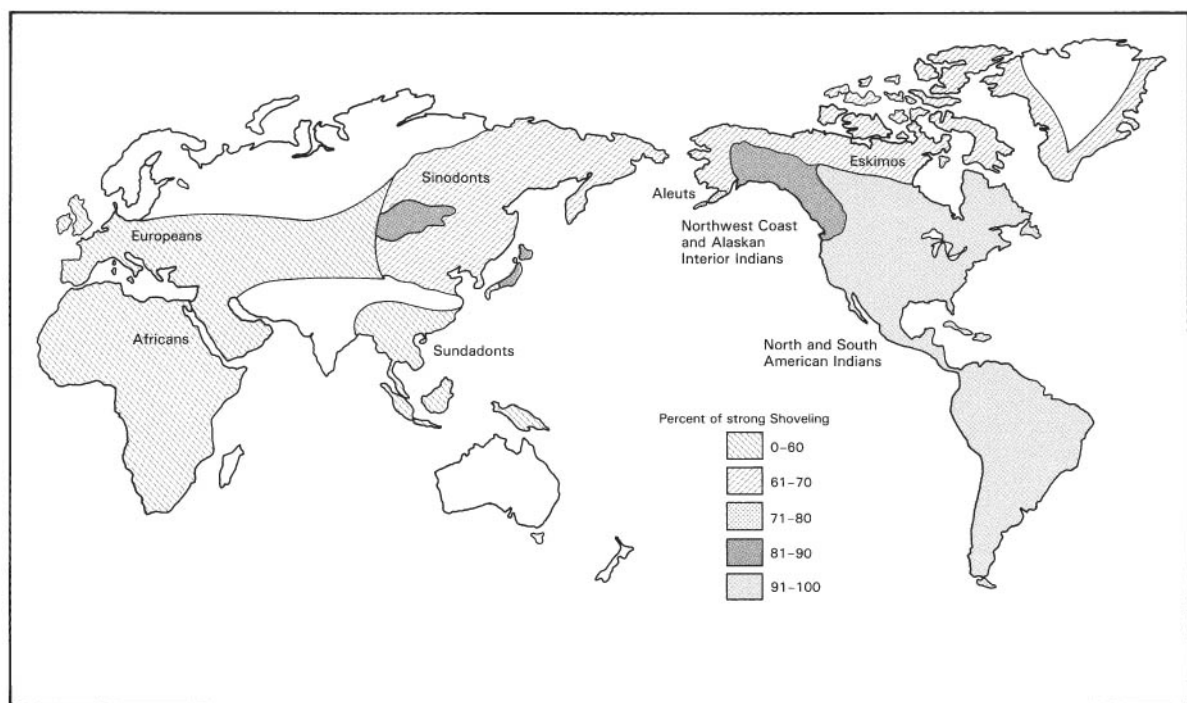 Sinodonts
Eskimos
Aleuts
Northwest Coast
and Alaskan
Interior Indians
Europeans
Africans
Sundadonts
North and South
American Indians
Percent of strong Shoveling
0–60
61–70
71–80
81–90
91–100